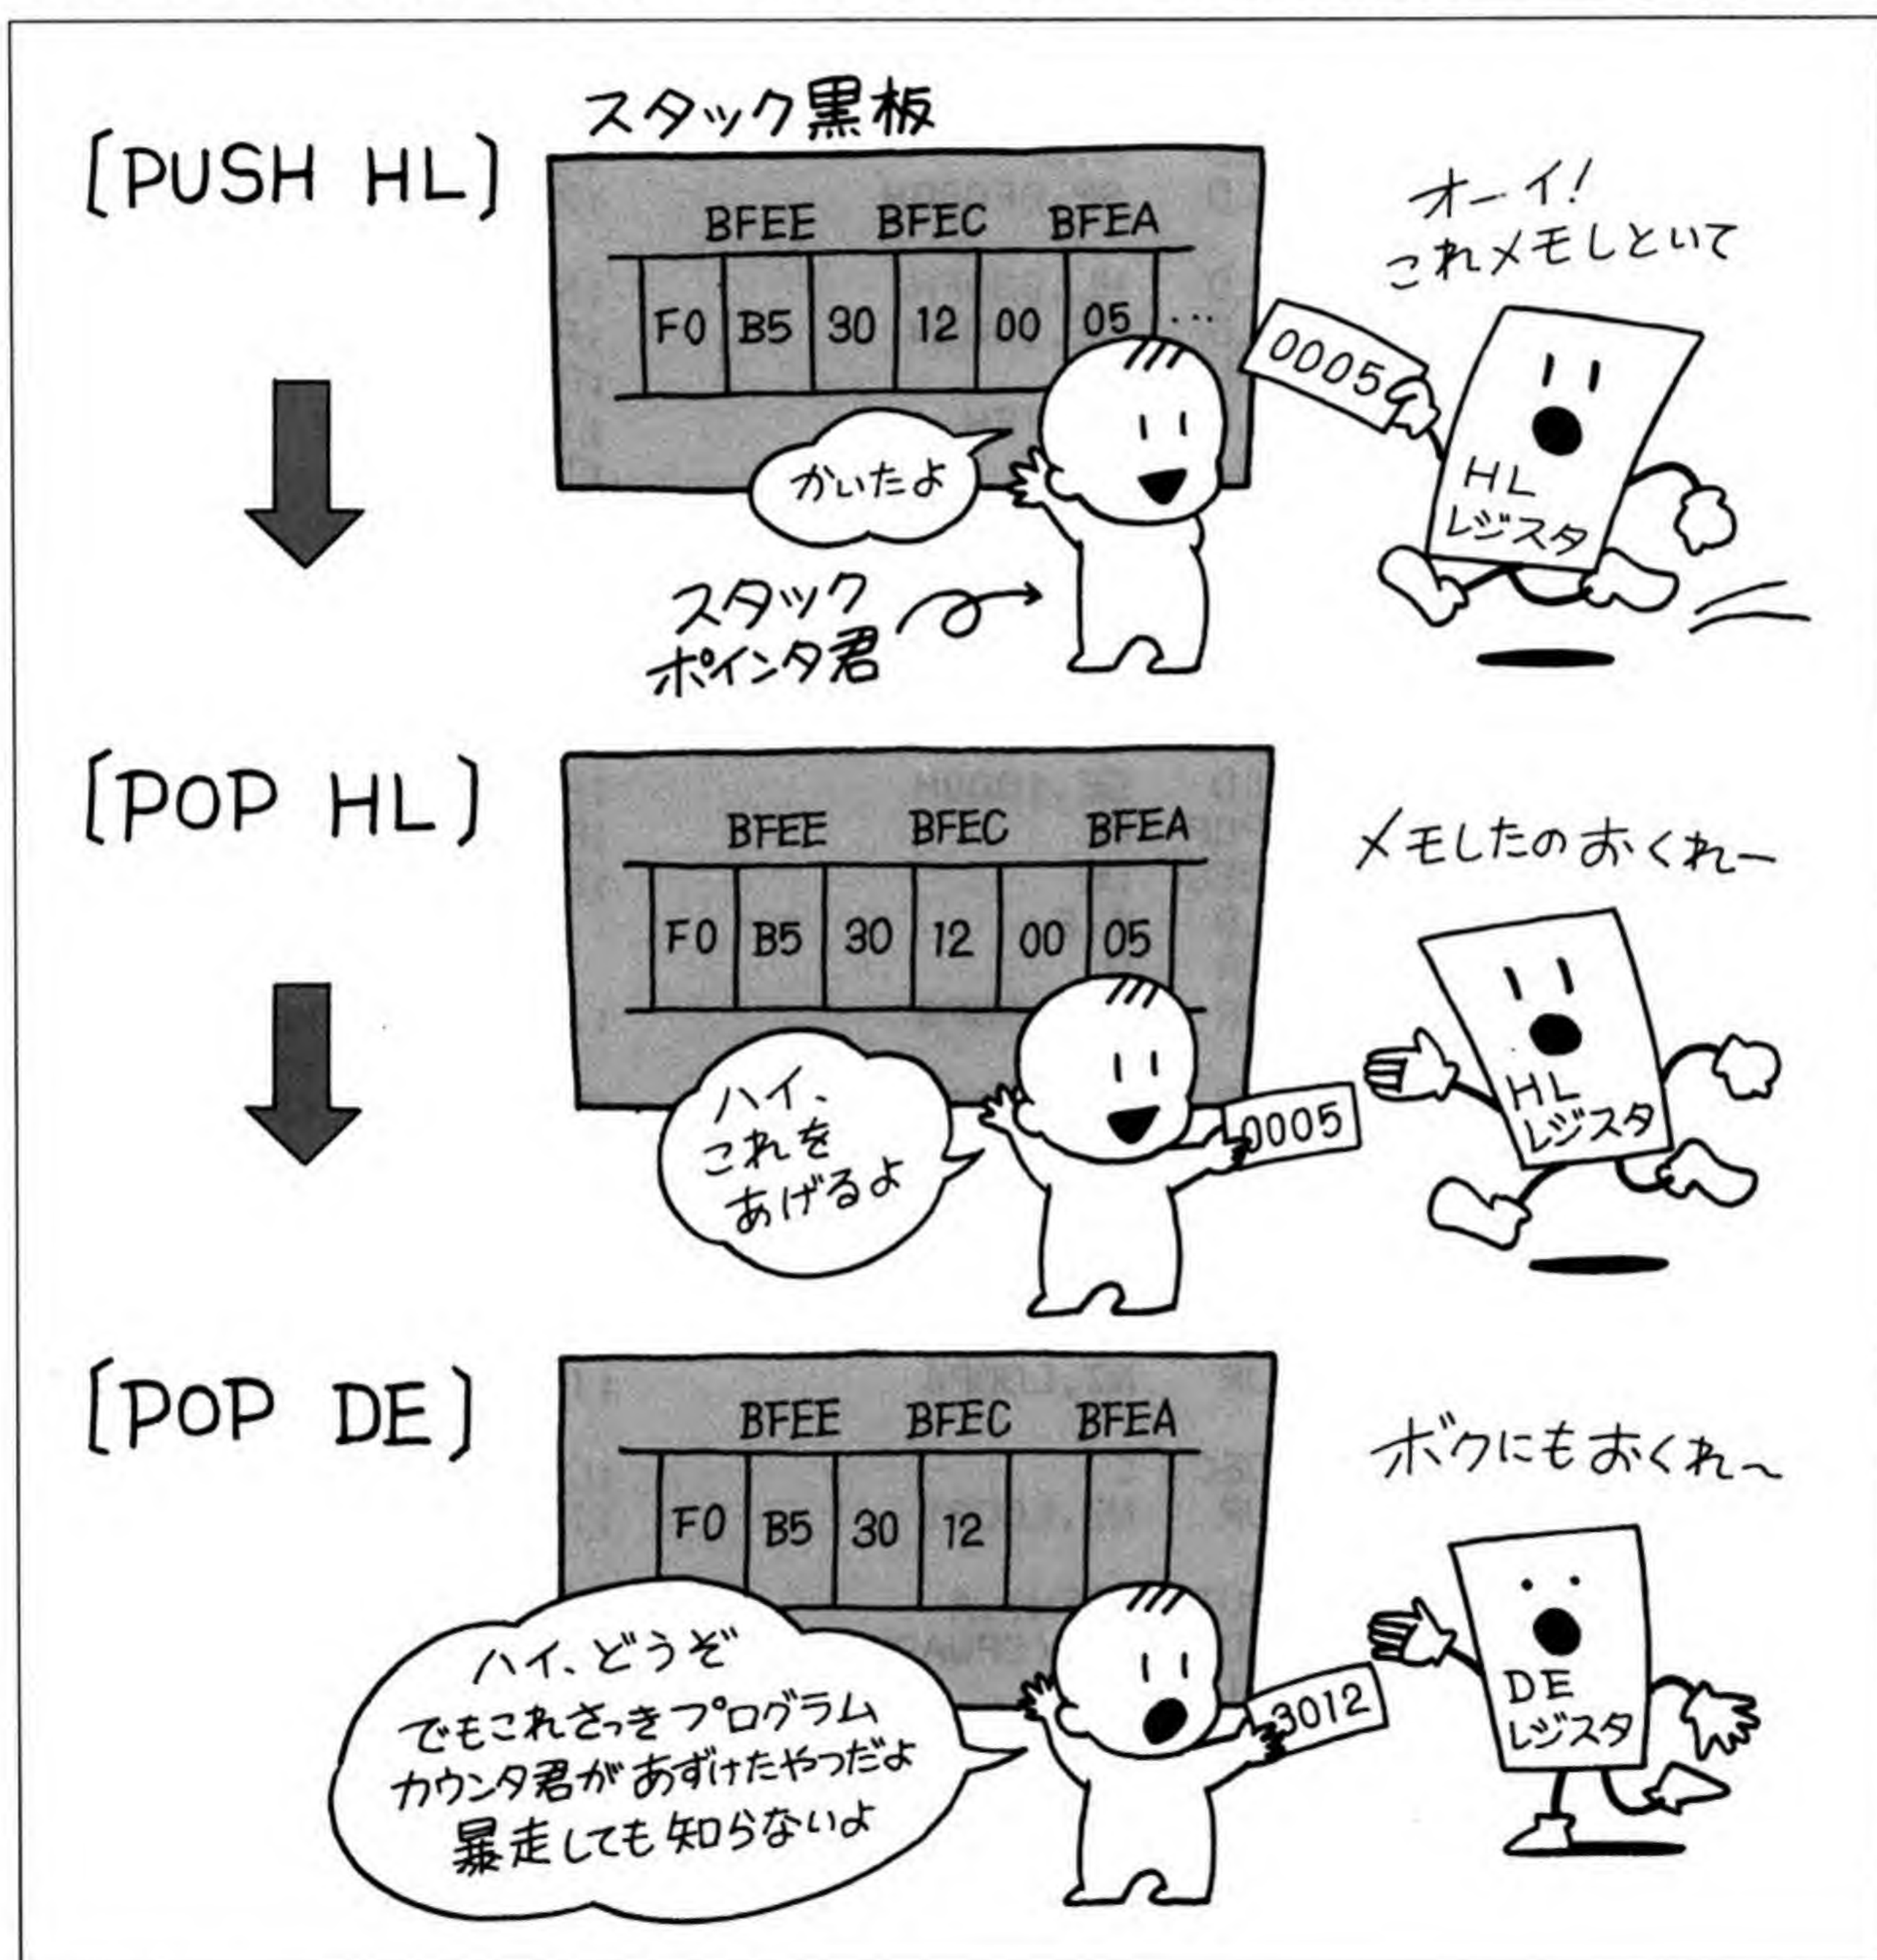 スタック黒板
[PUSH HL]
BFEE BFEC BFEA
F0 B5 30 12 00 05 ...
オーイ!
これメモしといて
0005
HL
レジスタ
かいたよ
スタック
ポインタ君
[POP HL]
BFEE BFEC BFEA
F0 B5 30 12 00 05
メモしたのおくれー
ハイ、
これを
あげるよ
0005
HL
レジスタ
[POP DE]
BFEE BFEC BFEA
F0 B5 30 12
ボクにもおくれ〜
ハイ、どうぞ
でもこれさっきプログラム
カウンタ君があずけたやつだよ
暴走しても知らないよ
3012
DE
レジスタ